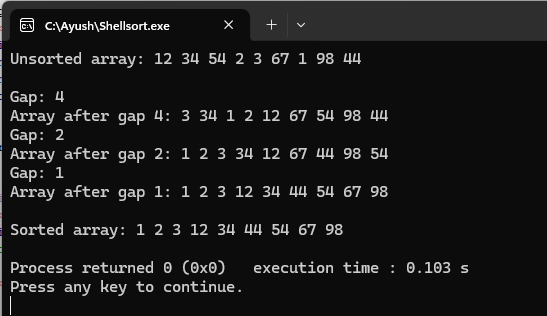 C:\Ayush\Shellsort.exe
Unsorted array: 12 34 54 2 3 67 1 98 44
Gap: 4
Array after gap 4: 3 34 1 2 12 67 54 98 44
Gap: 2
Array after gap 2: 1 2 3 34 12 67 44 98 54
Gap: 1
Array after gap 1: 1 2 3 12 34 44 54 67 98
Sorted array: 1 2 3 12 34 44 54 67 98
Process returned 0 (0x0)   execution time : 0.103 s
Press any key to continue.